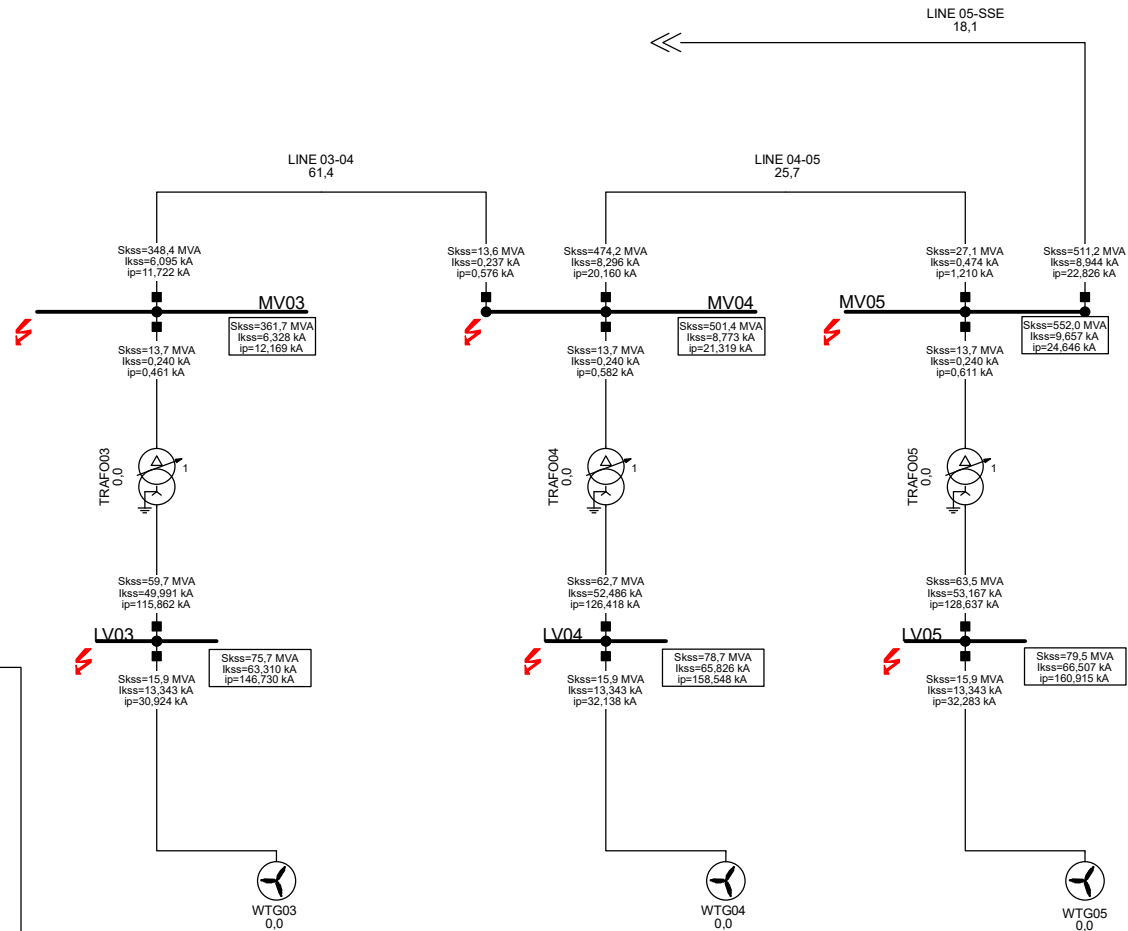 LINE 05-SSE
18,1
LINE 03-04
61,4
LINE 04-05
25,7
Skss=348,4 MVA
Ikss=6,095 kA
ip=11,722 kA
Skss=13,6 MVA
Ikss=0,237 kA
ip=0,576 kA
Skss=474,2 MVA
Ikss=8,296 kA
ip=20,160 kA
Skss=27,1 MVA
Ikss=0,474 kA
ip=1,210 kA
Skss=511,2 MVA
Ikss=8,944 kA
ip=22,826 kA
MV03
MV04
MV05
Skss=361,7 MVA
Ikss=6,328 kA
ip=12,169 kA
Skss=501,4 MVA
Ikss=8,773 kA
ip=21,319 kA
Skss=552,0 MVA
Ikss=9,657 kA
ip=24,646 kA
Skss=13,7 MVA
Ikss=0,240 kA
ip=0,461 kA
Skss=13,7 MVA
Ikss=0,240 kA
ip=0,582 kA
Skss=13,7 MVA
Ikss=0,240 kA
ip=0,611 kA
TRAFO03
0,0
1
TRAFO04
0,0
1
TRAFO05
0,0
1
Skss=59,7 MVA
Ikss=49,991 kA
ip=115,862 kA
Skss=62,7 MVA
Ikss=52,486 kA
ip=126,418 kA
Skss=63,5 MVA
Ikss=53,167 kA
ip=128,637 kA
LV03
LV04
LV05
Skss=75,7 MVA
Ikss=63,310 kA
ip=146,730 kA
Skss=78,7 MVA
Ikss=65,826 kA
ip=158,548 kA
Skss=79,5 MVA
Ikss=66,507 kA
ip=160,915 kA
Skss=15,9 MVA
Ikss=13,343 kA
ip=30,924 kA
Skss=15,9 MVA
Ikss=13,343 kA
ip=32,138 kA
Skss=15,9 MVA
Ikss=13,343 kA
ip=32,283 kA
WTG03
0,0
WTG04
0,0
WTG05
0,0